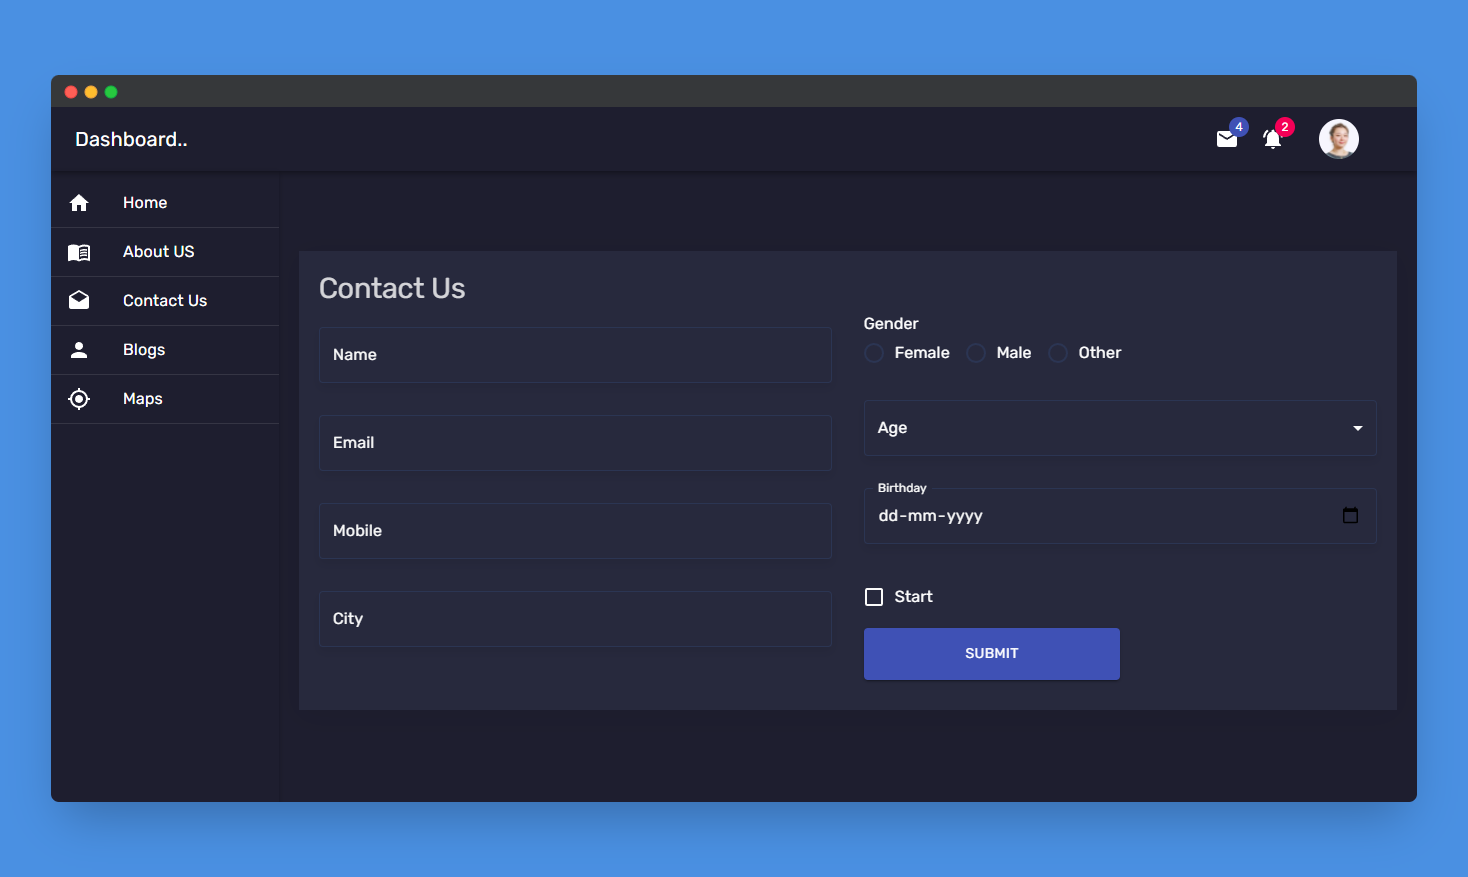 Dashboard..
4
2
Home
About US
Contact Us
Blogs
Maps
Contact Us
Name
Email
Mobile
City
Gender
Female Male Other
Age
Birthday
dd-mm-yyyy
Start
SUBMIT